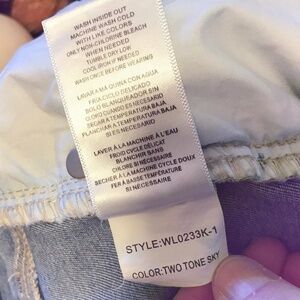 WASH INSIDE OUT
MACHINE WASH COLD
WITH LIKE COLORS
ONLY NON-CHLORINE BLEACH
WHEN NEEDED
TUMBLE DRY LOW
COOL IRON IF NEEDED
WASH ONCE BEFORE WEARING
LAVAR A MÁQUINA CON AGUA
FRIA CICLO DELICADO
SOLO BLANQUEADOR SIN
CLORO CUANDO ES NECESARIO
SECAR A TEMPERATURA BAJA
PLANCHAR A TEMPERATURA BAJA
SI ES NECESARIO
LAVER À LA MACHINE À L'EAU
FROID CYCLE DÉLICAT
BLANCHIR SANS
CHLORE SI NÉCESSAIRE
SÉCHER À LA MACHINE CYCLE DOUX
FER À TEMPÉRATURE BASSE
SI NÉCESSAIRE
STYLE:WL0233K-1
COLOR:TWO TONE SKY